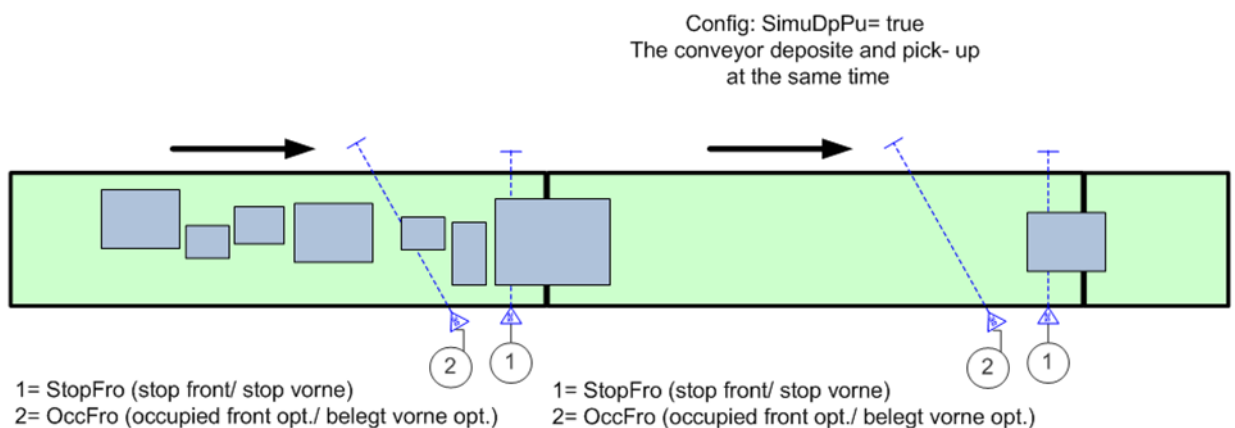 Config: SimuDpPu= true
The conveyor deposite and pick- up
at the same time
2
1
2
1
1= StopFro (stop front/ stop vorne)
2= OccFro (occupied front opt./ belegt vorne opt.)
1= StopFro (stop front/ stop vorne)
2= OccFro (occupied front opt./ belegt vorne opt.)